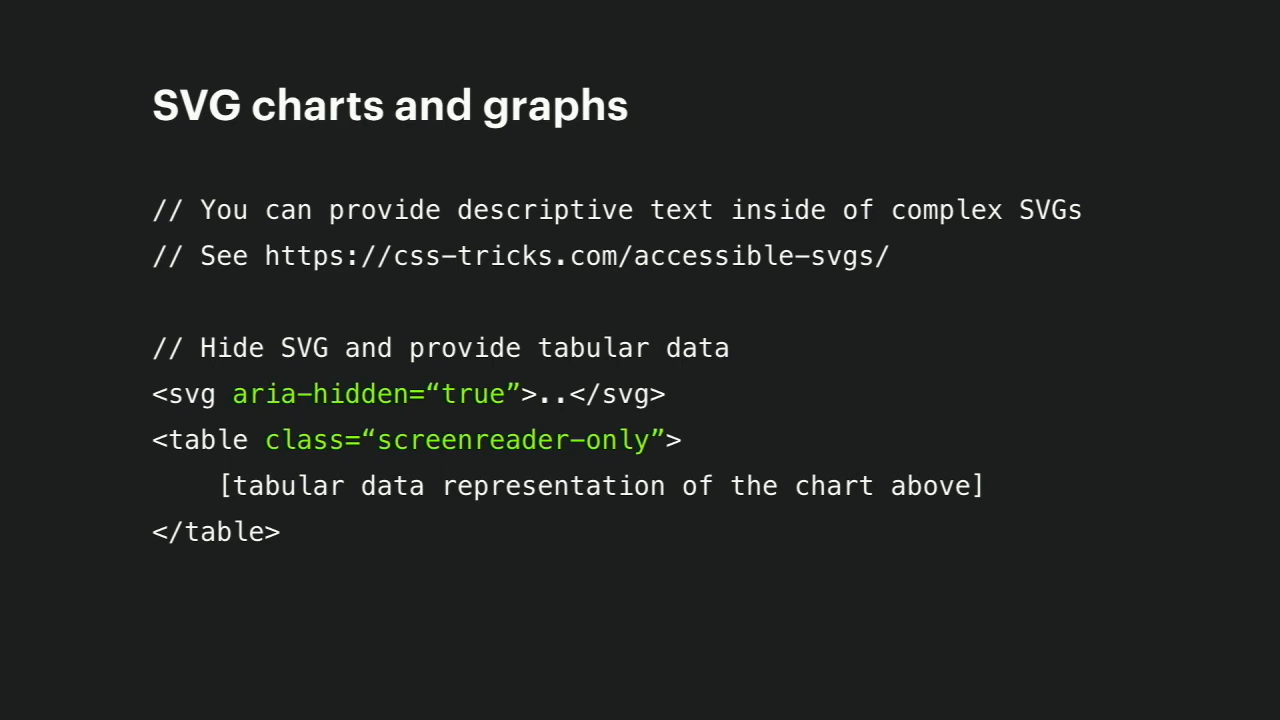 SVG charts and graphs
// You can provide descriptive text inside of complex SVGs
// See https://css-tricks.com/accessible-svgs/
// Hide SVG and provide tabular data
<svg aria-hidden=“true”>..</svg>
<table class=“screenreader-only”>
    [tabular data representation of the chart above]
</table>